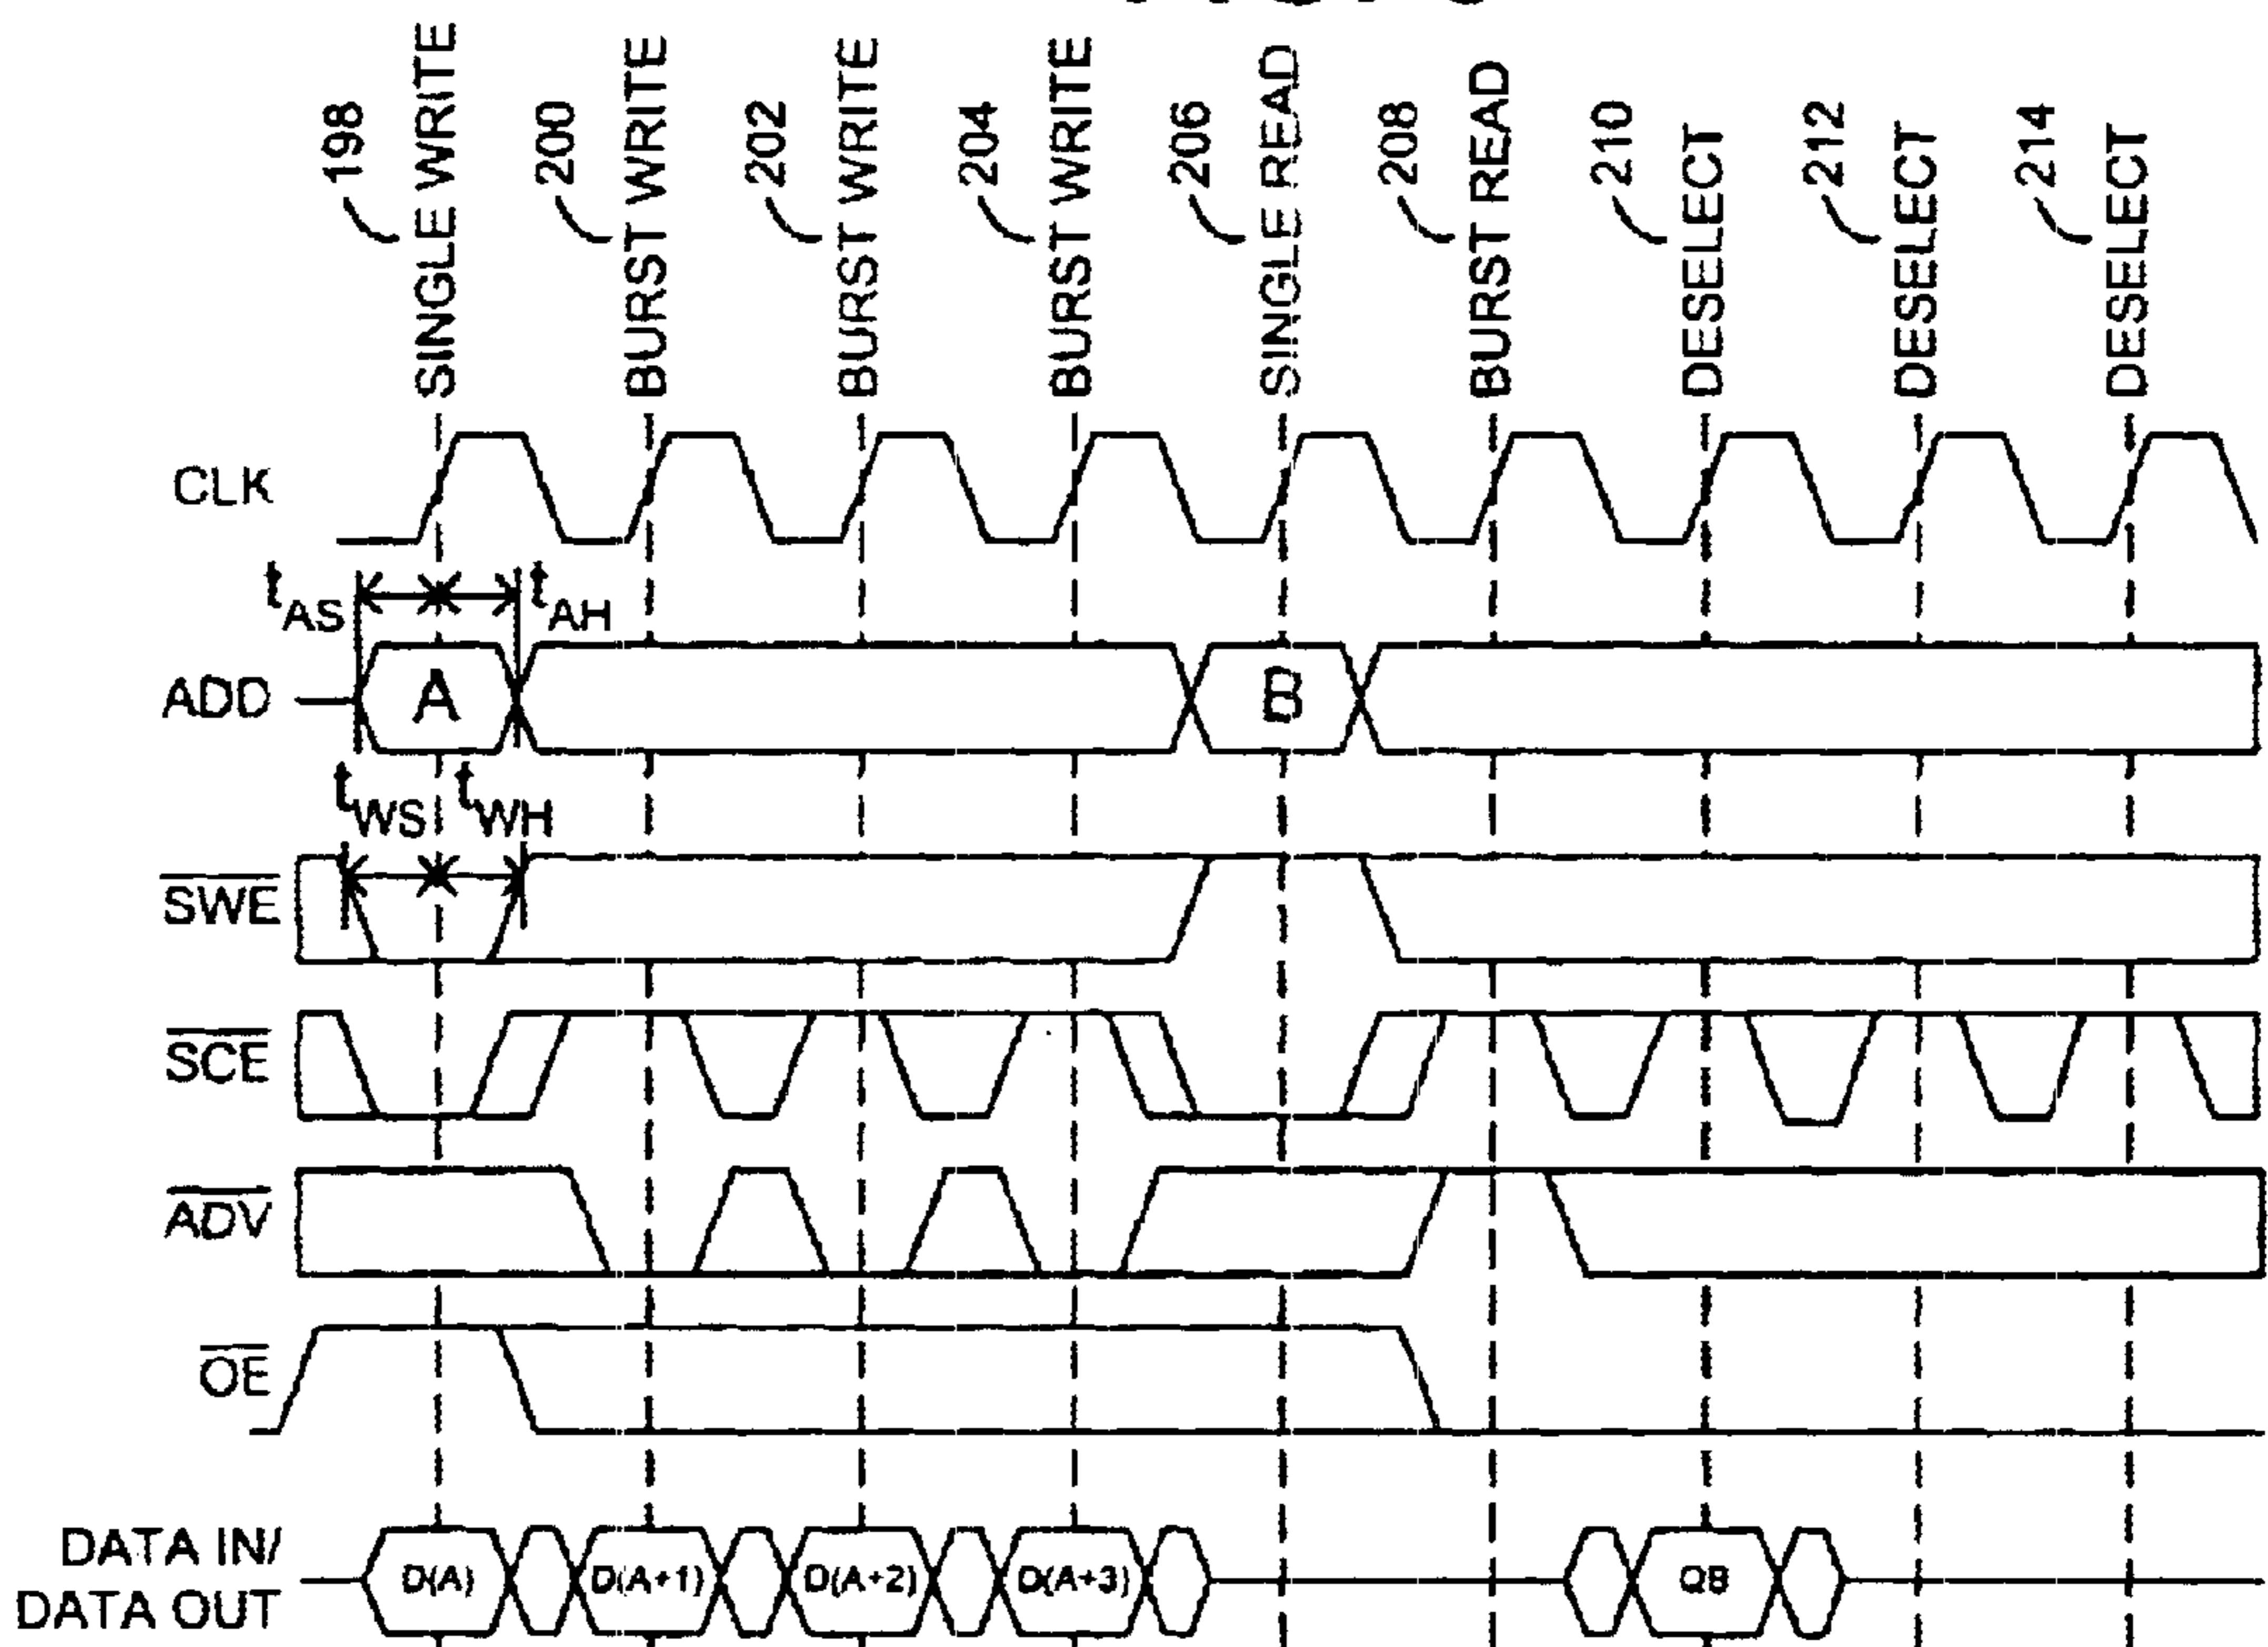 198
SINGLE WRITE
200
BURST WRITE
202
BURST WRITE
204
BURST WRITE
206
SINGLE READ
208
BURST READ
210
DESELECT
212
DESELECT
214
DESELECT
CLK
tAS
tAH
ADD
A
B
tWS
tWH
SWE
SCE
ADV
OE
DATA IN/
DATA OUT
D(A)
D(A+1)
D(A+2)
D(A+3)
QB